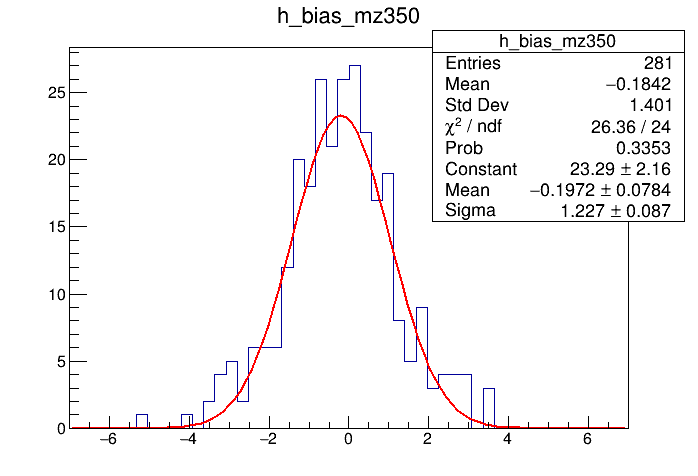 h_bias_mz350
h_bias_mz350
Entries 281
Mean −0.1842
Std Dev 1.401
χ² / ndf 26.36 / 24
Prob 0.3353
Constant 23.29 ± 2.16
Mean −0.1972 ± 0.0784
Sigma 1.227 ± 0.087
25
20
15
10
5
0
−6 −4 −2 0 2 4 6